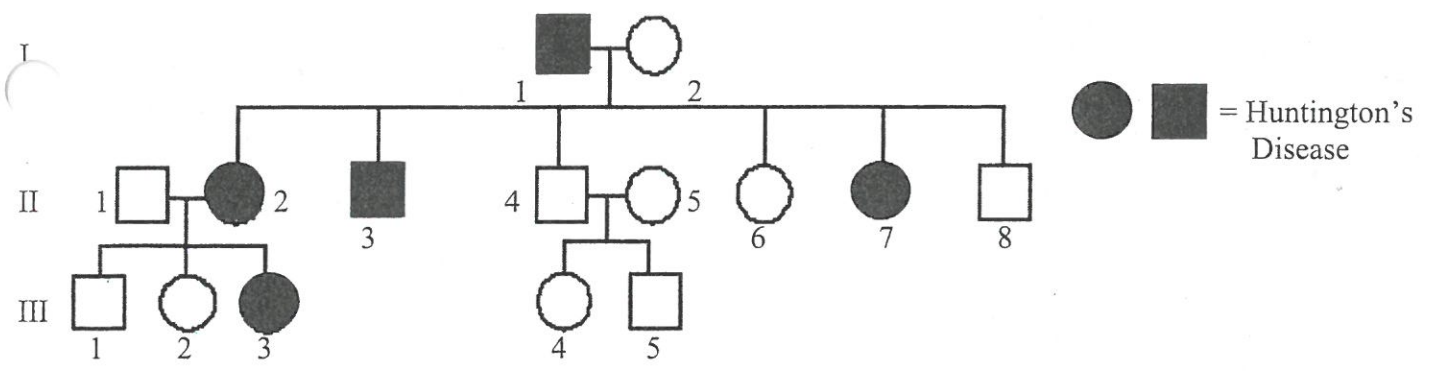 I
1 2
= Huntington's
Disease
II 1 2 4 5
3 6 7 8
III
1 2 3 4 5